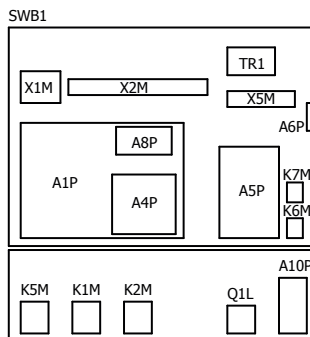 SWB1
TR1
X1M
X2M
X5M
A6P
A8P
A1P
A4P
A5P
K7M
K6M
A10P
K5M
K1M
K2M
Q1L